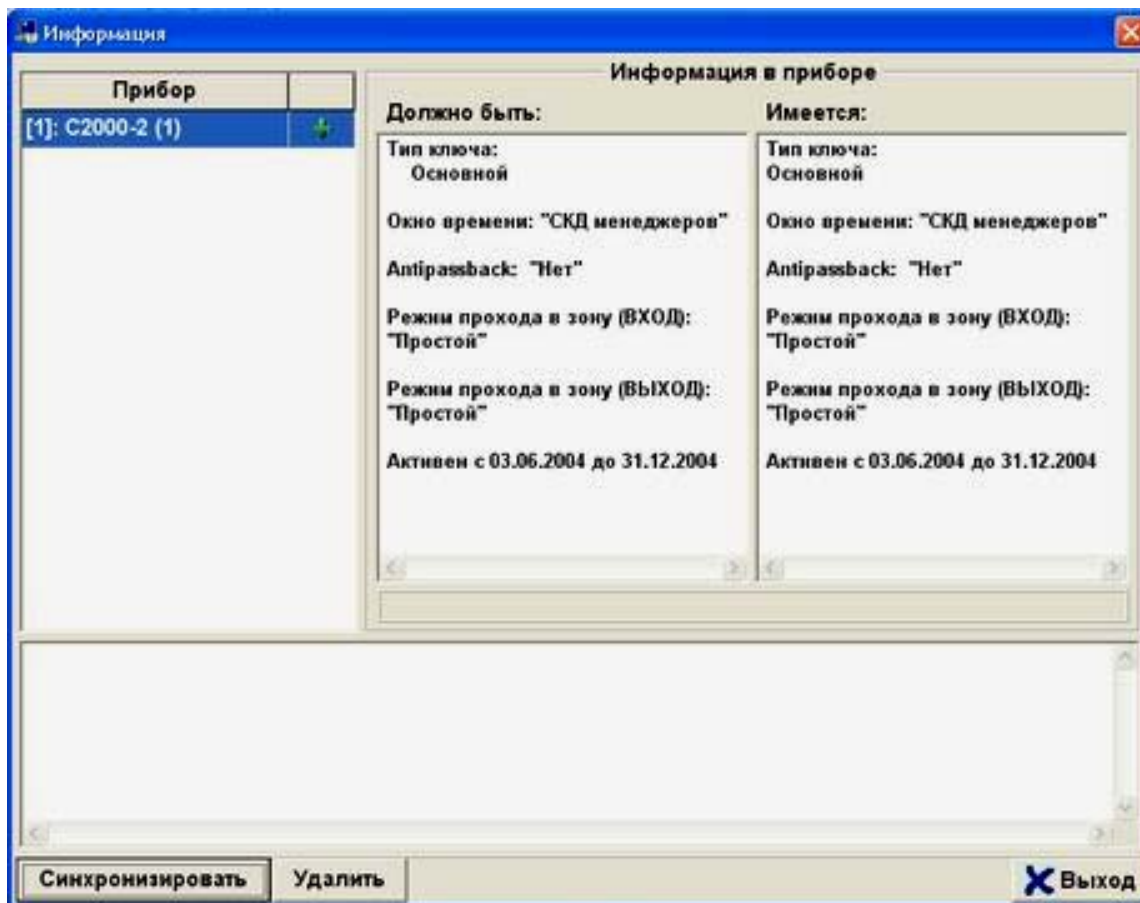 Информация
Прибор
[1]: С2000-2 (1)
Информация в приборе
Должно быть:
Тип ключа:
Основной
Окно времени: "СКД менеджеров"
Antipassback: "Нет"
Режим прохода в зону (ВХОД):
"Простой"
Режим прохода в зону (ВЫХОД):
"Простой"
Активен с 03.06.2004 до 31.12.2004
Имеется:
Тип ключа:
Основной
Окно времени: "СКД менеджеров"
Antipassback: "Нет"
Режим прохода в зону (ВХОД):
"Простой"
Режим прохода в зону (ВЫХОД):
"Простой"
Активен с 03.06.2004 до 31.12.2004
Синхронизировать
Удалить
Выход